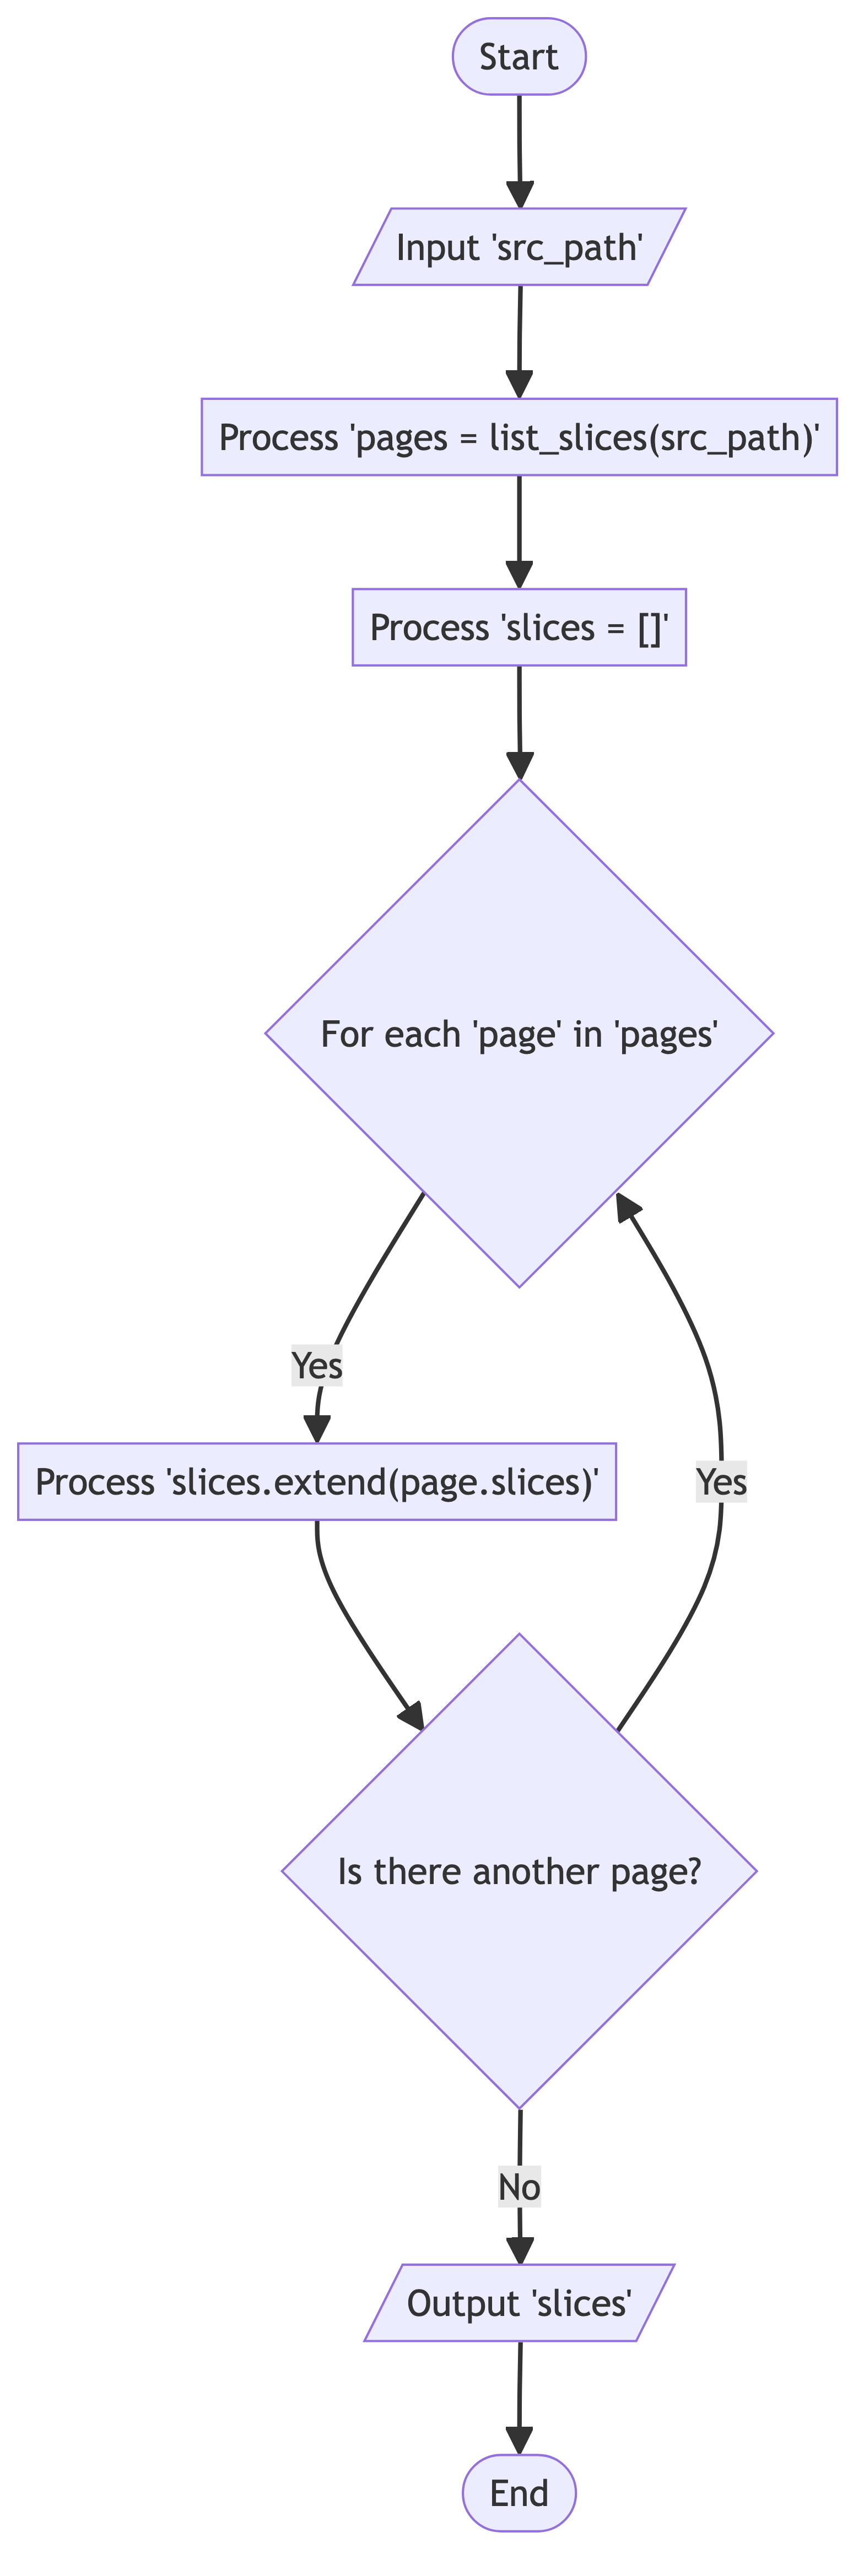 Start
Input 'src_path'
Process 'pages = list_slices(src_path)'
Process 'slices = []'
For each 'page' in 'pages'
Yes
Process 'slices.extend(page.slices)'
Yes
Is there another page?
No
Output 'slices'
End